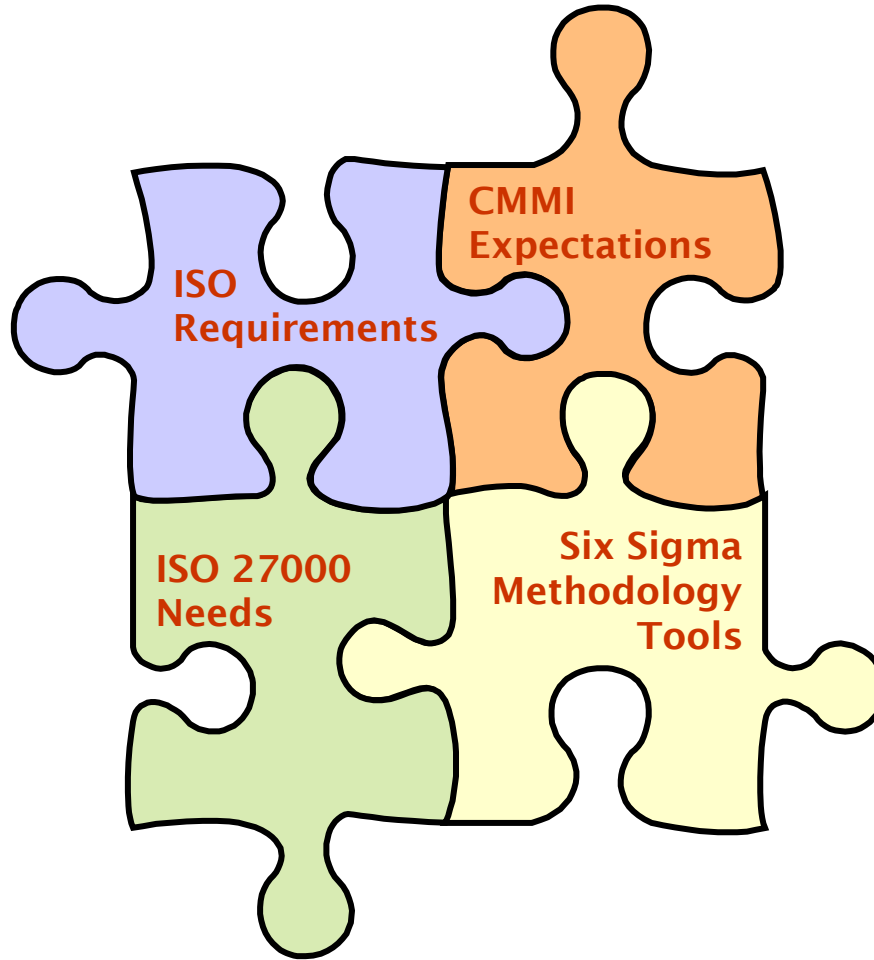 ISO
Requirements
CMMI
Expectations
ISO 27000
Needs
Six Sigma
Methodology
Tools